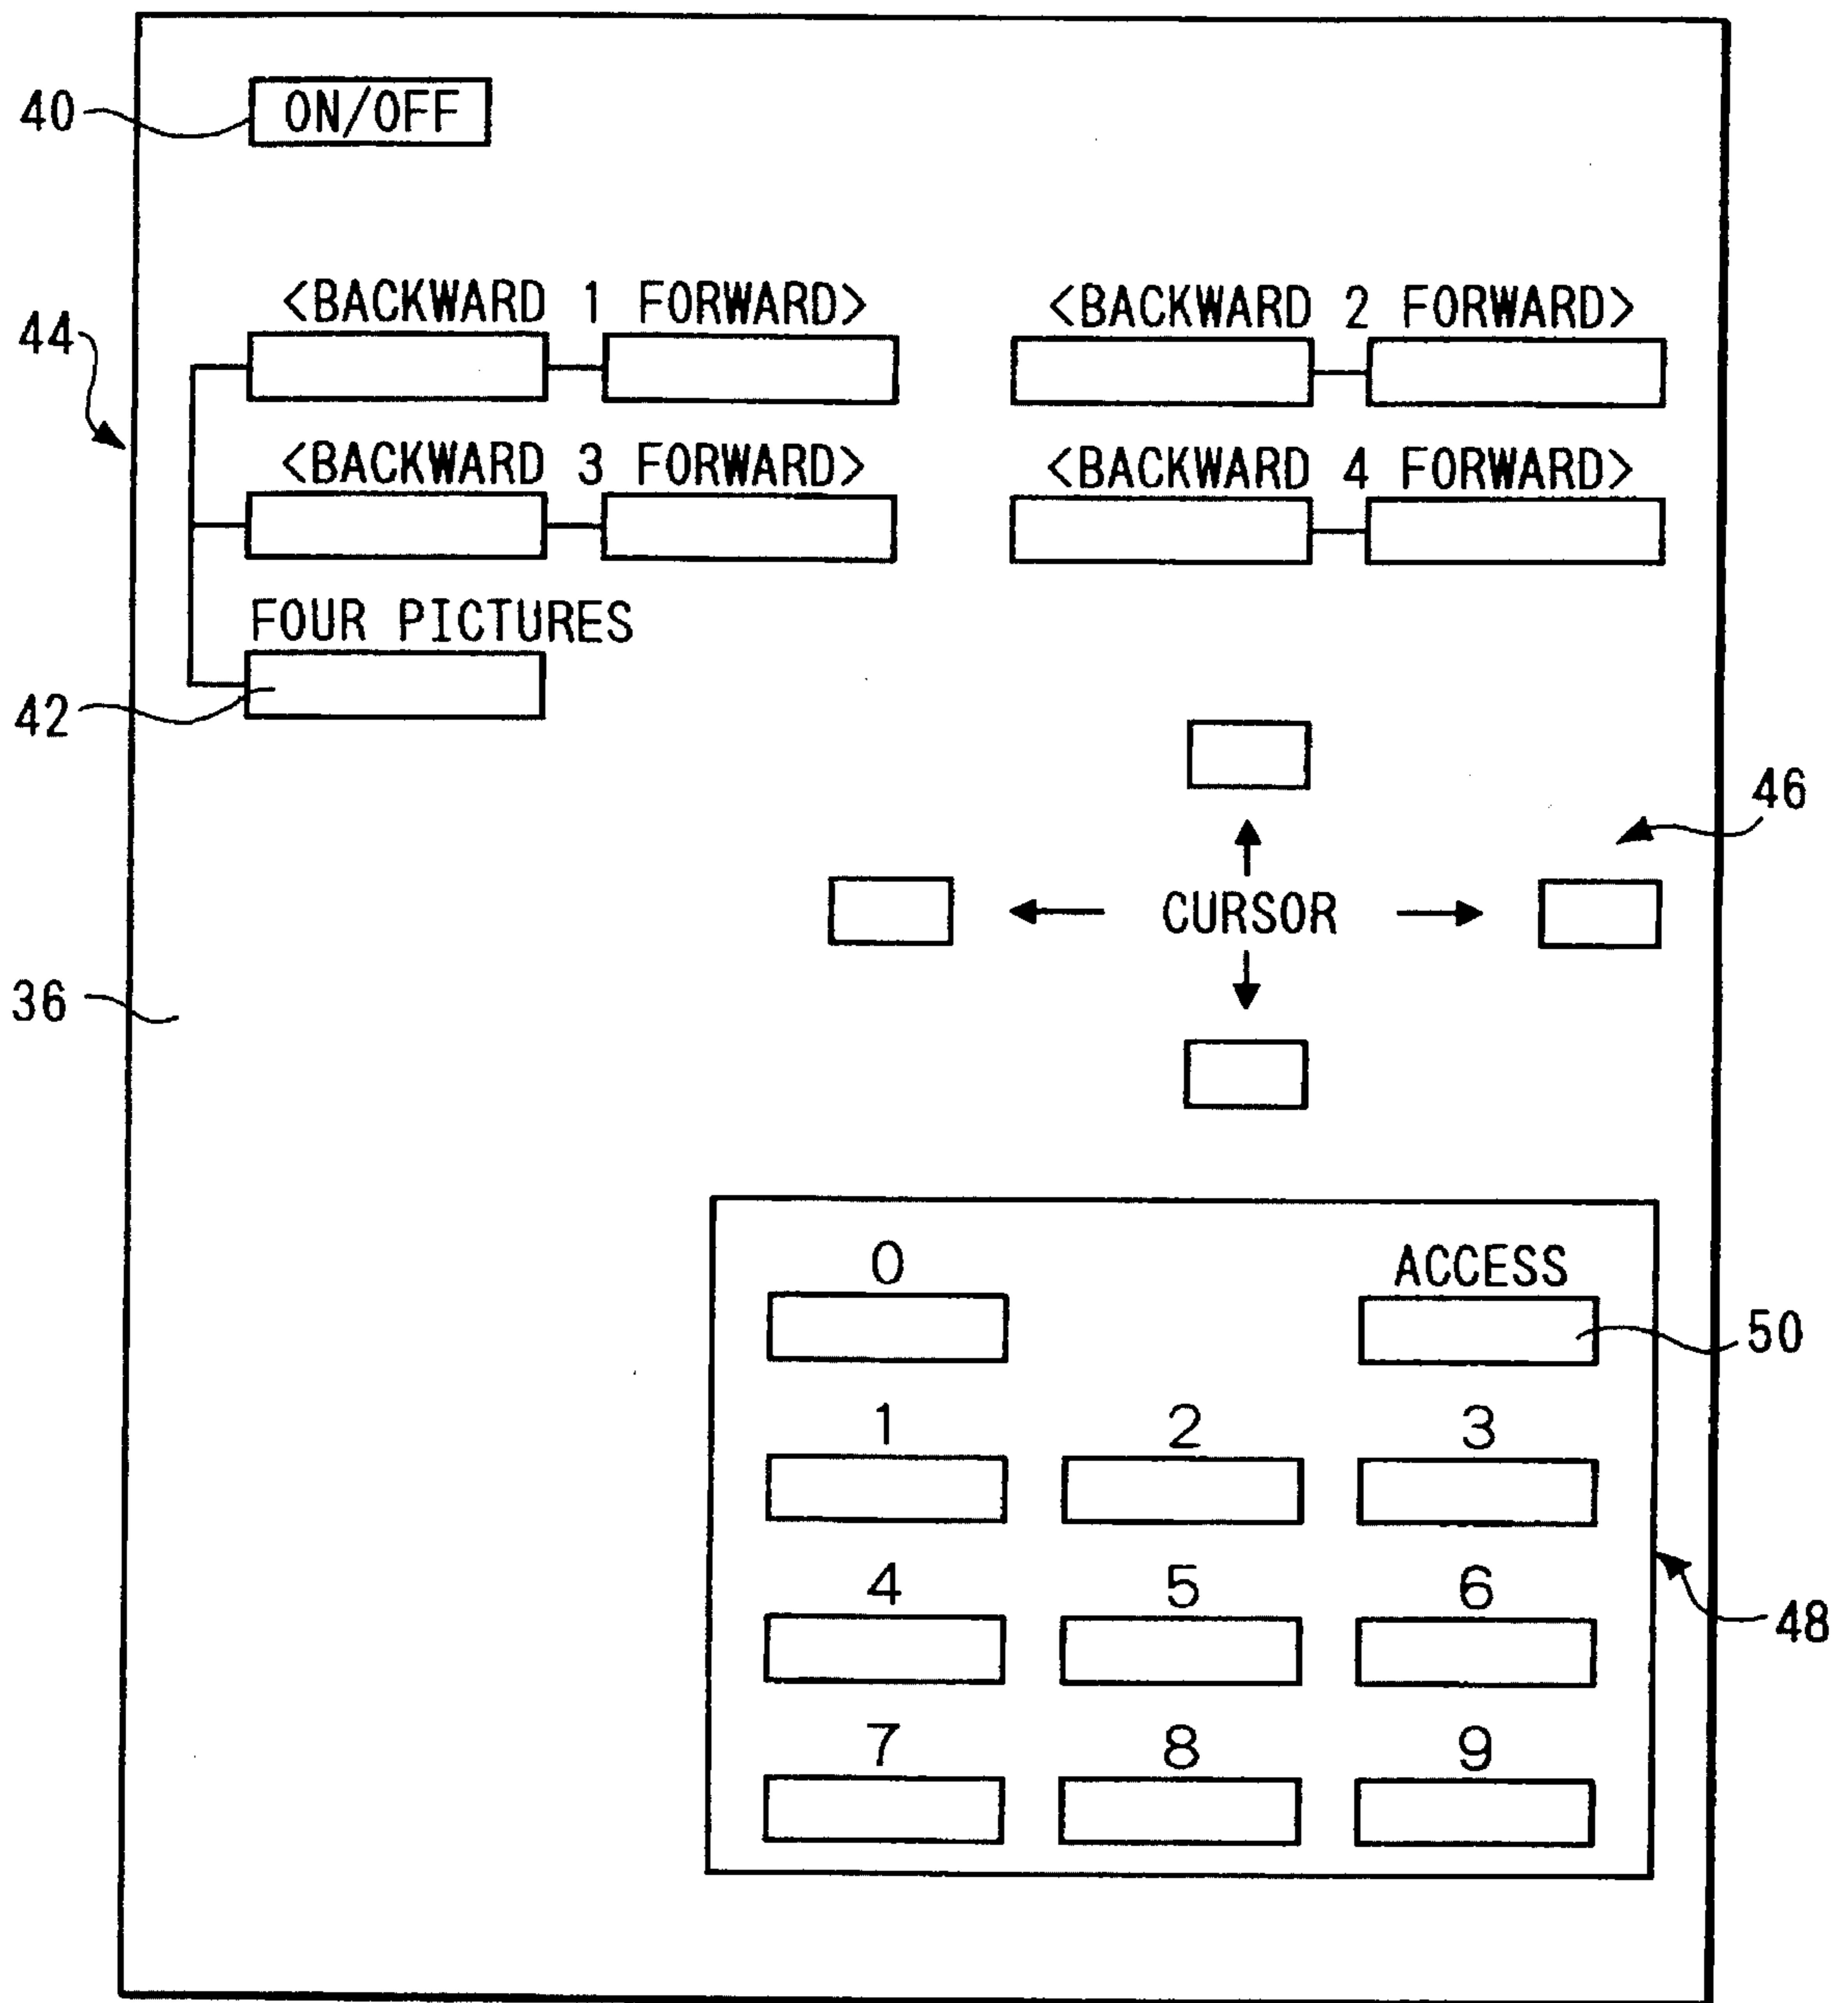 40 ON/OFF
<BACKWARD 1 FORWARD> <BACKWARD 2 FORWARD>
44
<BACKWARD 3 FORWARD> <BACKWARD 4 FORWARD>
FOUR PICTURES
42
46
CURSOR
36
0 ACCESS
50
1 2 3
4 5 6
48
7 8 9